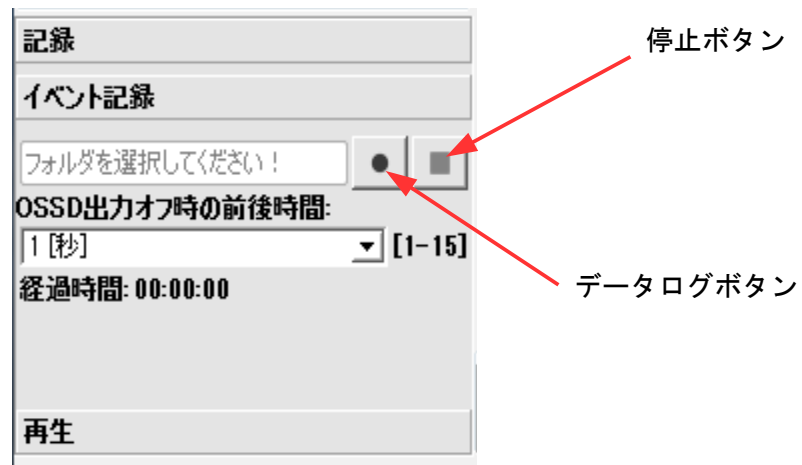 記録
停止ボタン
イベント記録
フォルダを選択してください！
OSSD出力オフ時の前後時間:
1 [秒] [1-15]
経過時間: 00:00:00
データログボタン
再生